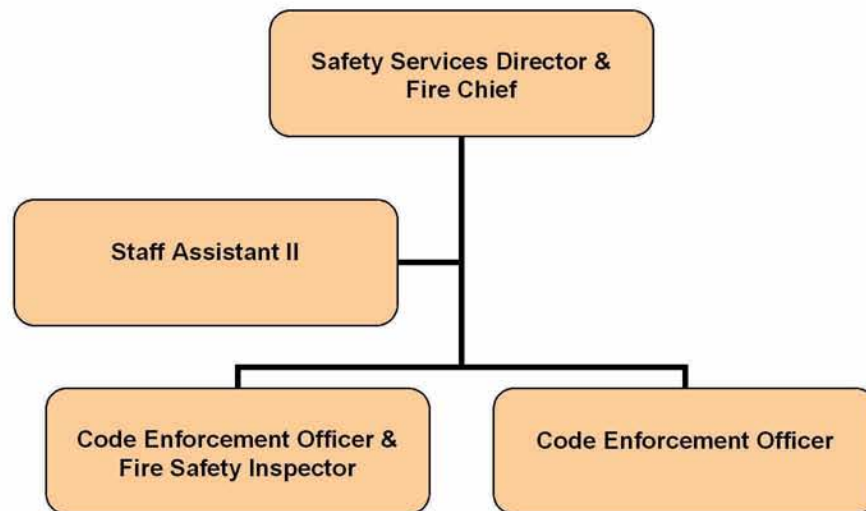 Safety Services Director &
Fire Chief
Staff Assistant II
Code Enforcement Officer &
Fire Safety Inspector
Code Enforcement Officer